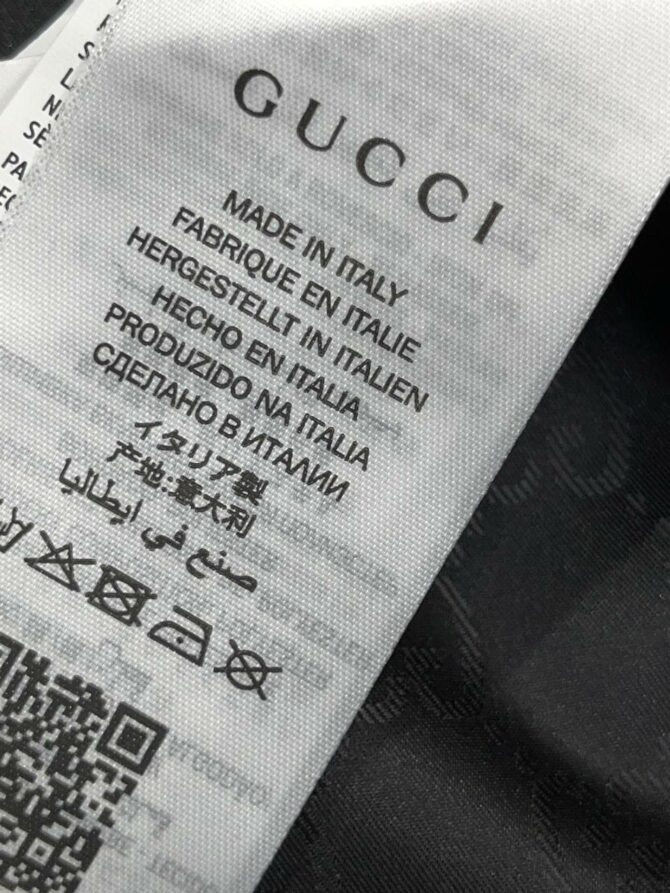 GUCCI
MADE IN ITALY
FABRIQUE EN ITALIE
HERGESTELLT IN ITALIEN
HECHO EN ITALIA
PRODUZIDO NA ITALIA
СДЕЛАНО В ИТАЛИИ
イタリア製
产地:意大利
صنع في ايطاليا